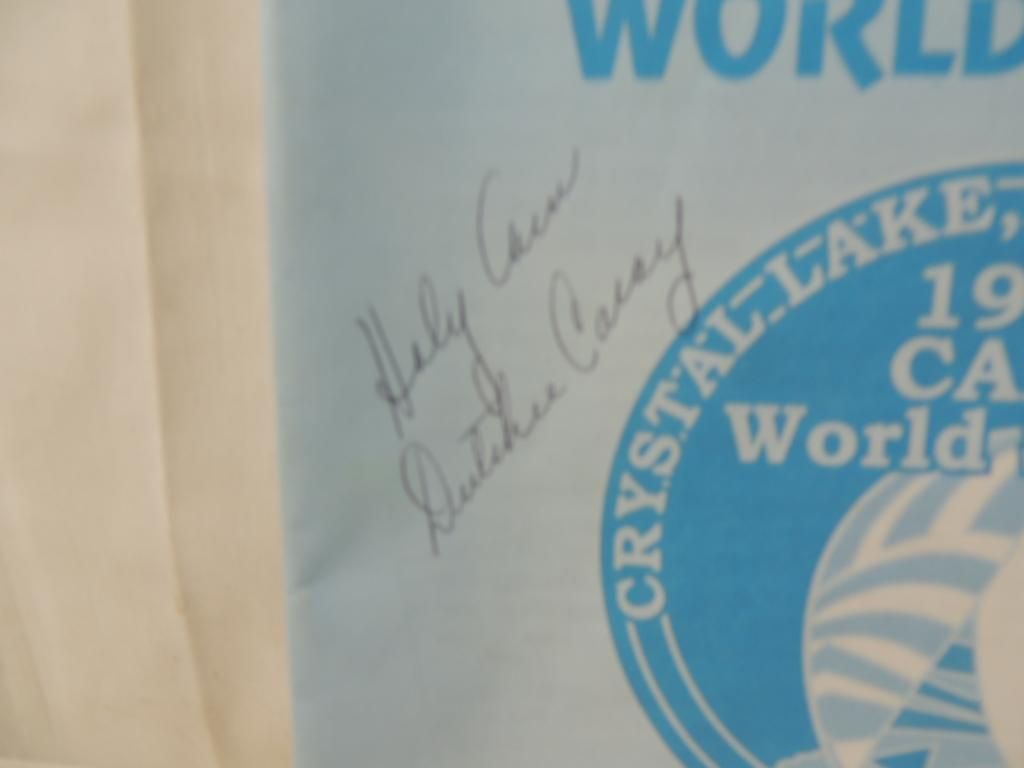 WORLD
Holy Cow
Dutchie Caray
CRYSTAL LAKE,
19
CA
World